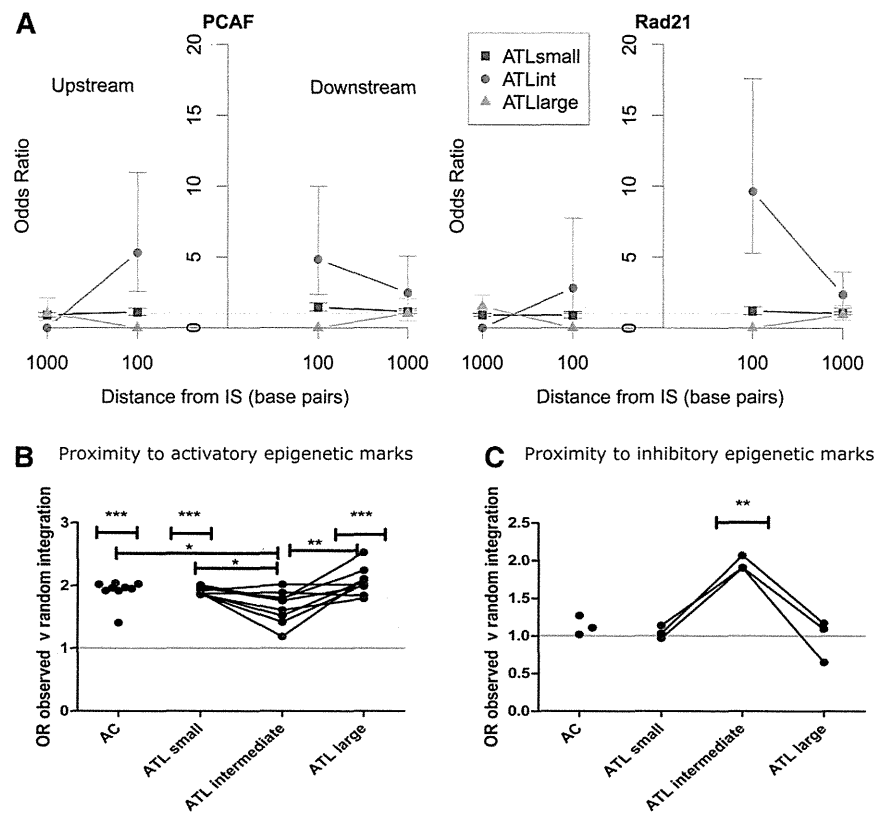 A
PCAF
Rad21
Upstream
Downstream
ATLsmall
ATLint
ATLlarge
Odds Ratio
0
5
10
15
20
1000
100
100
1000
Distance from IS (base pairs)
Odds Ratio
0
5
10
15
20
1000
100
100
1000
Distance from IS (base pairs)
B
Proximity to activatory epigenetic marks
OR observed v random integration
3
2
1
0
***
***
***
*
**
*
AC
ATL small
ATL intermediate
ATL large
C
Proximity to inhibitory epigenetic marks
OR observed v random integration
2.5
2.0
1.5
1.0
0.5
0.0
**
AC
ATL small
ATL intermediate
ATL large